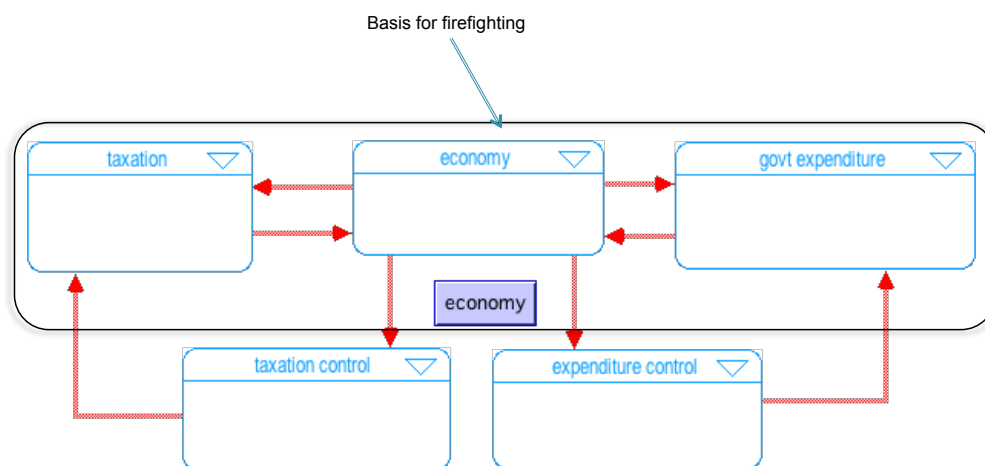 Basis for firefighting
taxation
economy
govt expenditure
economy
taxation control
expenditure control